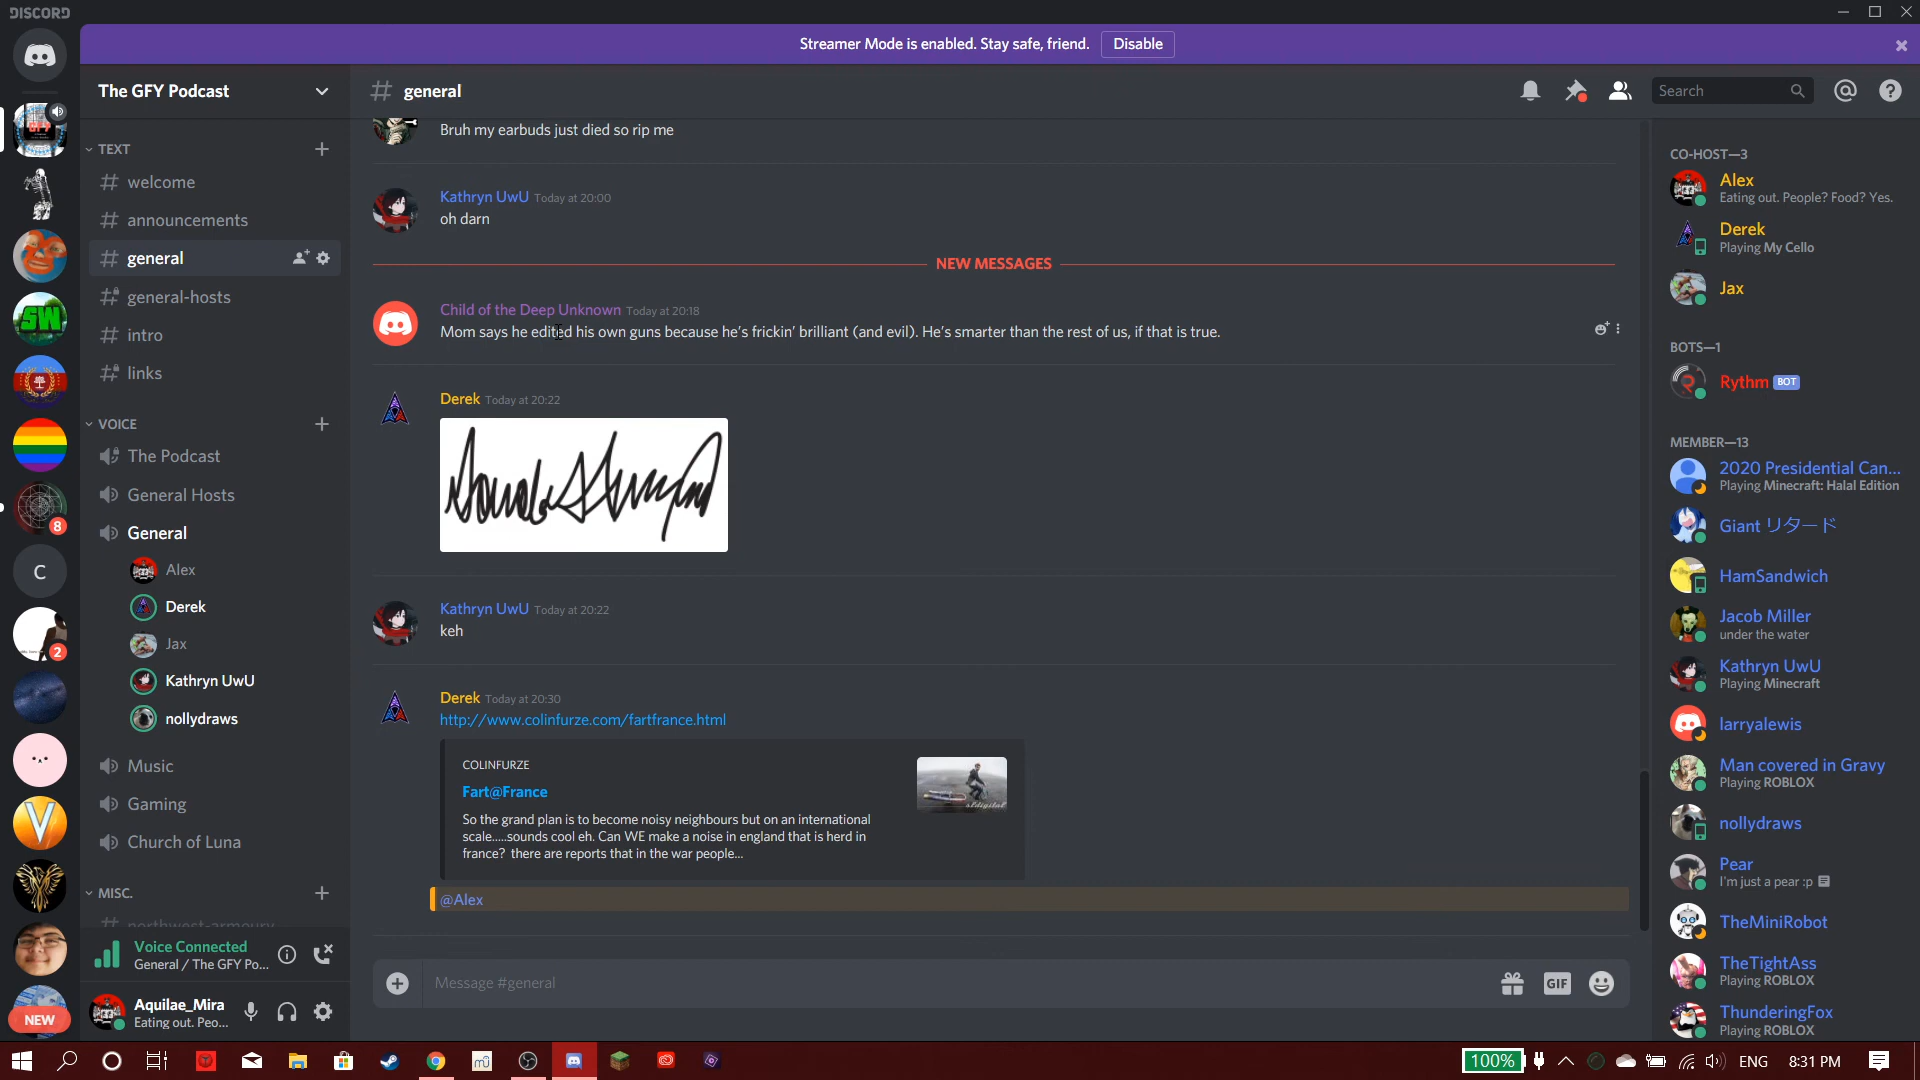 DISCORD
Streamer Mode is enabled. Stay safe, friend. Disable
The GFY Podcast
# general
Search
TEXT
# welcome
# announcements
# general
# general-hosts
# intro
# links
VOICE
The Podcast
General Hosts
General
Alex
Derek
Jax
Kathryn UwU
nollydraws
Music
Gaming
Church of Luna
MISC.
# northwest-armoury
Voice Connected
General / The GFY Po...
Aquilae_Mira
Eating out. Peo...
GFY
SW
8
C
2
V
NEW
Bruh my earbuds just died so rip me
Kathryn UwU Today at 20:00
oh darn
NEW MESSAGES
Child of the Deep Unknown Today at 20:18
Mom says he edited his own guns because he's frickin' brilliant (and evil). He's smarter than the rest of us, if that is true.
Derek Today at 20:22
Kathryn UwU Today at 20:22
keh
Derek Today at 20:30
http://www.colinfurze.com/fartfrance.html
COLINFURZE
Fart@France
So the grand plan is to become noisy neighbours but on an international
scale.....sounds cool eh. Can WE make a noise in england that is herd in
france? there are reports that in the war people...
@Alex
Message #general
GIF
CO-HOST—3
Alex
Eating out. People? Food? Yes.
Derek
Playing My Cello
Jax
BOTS—1
Rythm BOT
MEMBER—13
2020 Presidential Can...
Playing Minecraft: Halal Edition
Giant リタード
HamSandwich
Jacob Miller
under the water
Kathryn UwU
Playing Minecraft
larryalewis
Man covered in Gravy
Playing ROBLOX
nollydraws
Pear
I'm just a pear :p
TheMiniRobot
TheTightAss
Playing ROBLOX
ThunderingFox
Playing ROBLOX
100%
ENG
8:31 PM